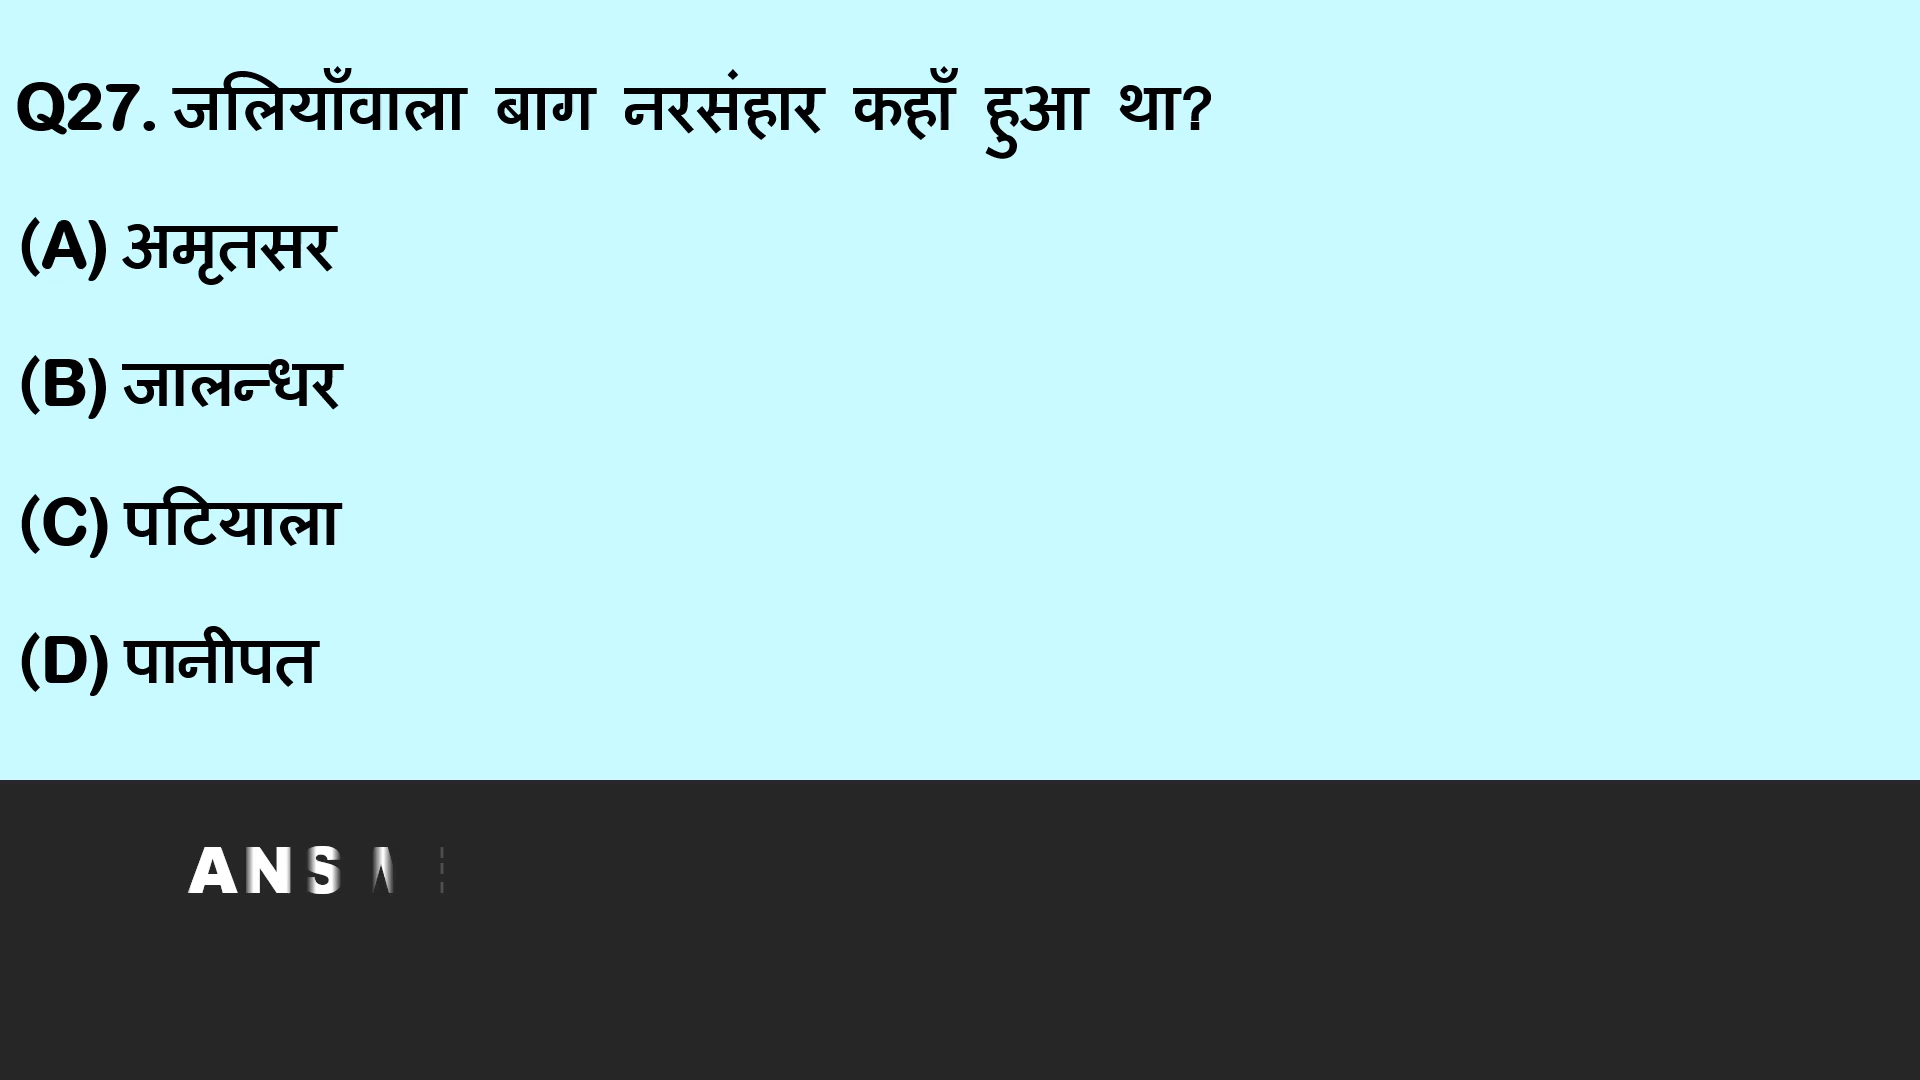 Q27. जलियाँवाला बाग नरसंहार कहाँ हुआ था?
(A) अमृतसर
(B) जालन्धर
(C) पटियाला
(D) पानीपत
ANS